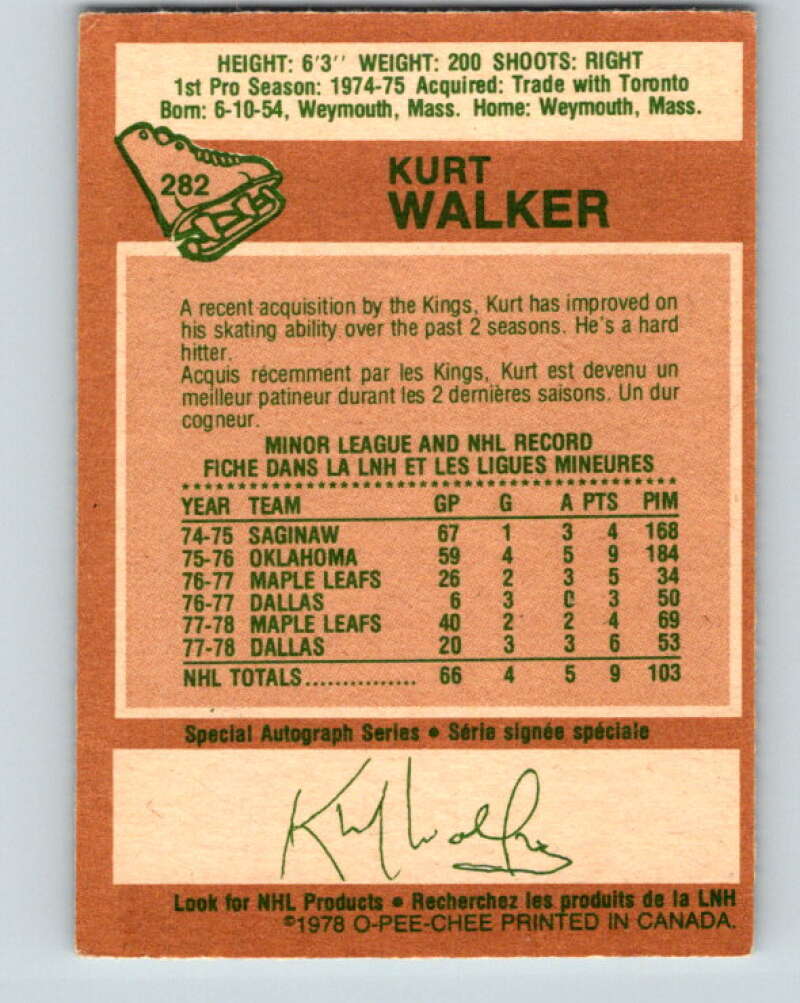 HEIGHT: 6'3'' WEIGHT: 200 SHOOTS: RIGHT
1st Pro Season: 1974-75 Acquired: Trade with Toronto
Born: 6-10-54, Weymouth, Mass. Home: Weymouth, Mass.
282
KURT
WALKER
A recent acquisition by the Kings, Kurt has improved on
his skating ability over the past 2 seasons. He's a hard
hitter.
Acquis récemment par les Kings, Kurt est devenu un
meilleur patineur durant les 2 dernières saisons. Un dur
cogneur.
MINOR LEAGUE AND NHL RECORD
FICHE DANS LA LNH ET LES LIGUES MINEURES
YEAR TEAM GP G A PTS PIM
74-75 SAGINAW 67 1 3 4 168
75-76 OKLAHOMA 59 4 5 9 184
76-77 MAPLE LEAFS 26 2 3 5 34
76-77 DALLAS 6 3 0 3 50
77-78 MAPLE LEAFS 40 2 2 4 69
77-78 DALLAS 20 3 3 6 53
NHL TOTALS............... 66 4 5 9 103
Special Autograph Series • Série signée spéciale
Kurt Walker
Look for NHL Products • Recherchez les produits de la LNH
©1978 O-PEE-CHEE PRINTED IN CANADA.